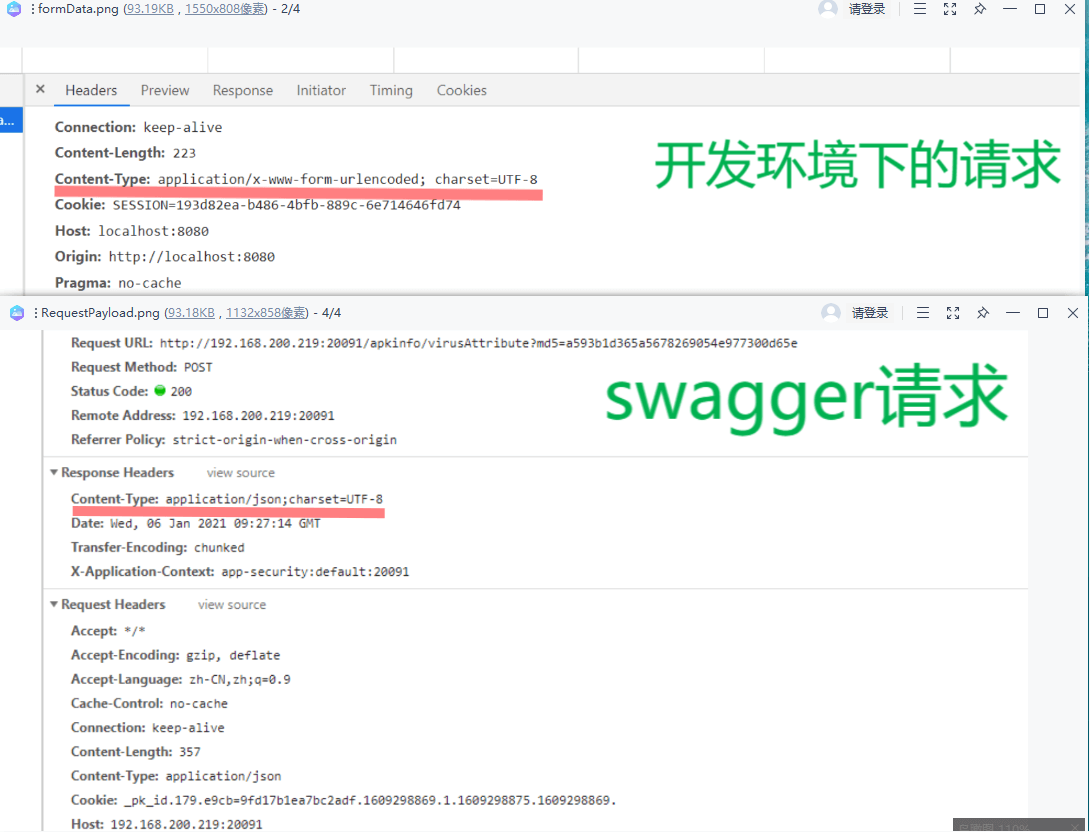 formData.png (93.19KB , 1550x808像素) - 2/4
请登录
a...
Headers Preview Response Initiator Timing Cookies
Connection: keep-alive
Content-Length: 223
Content-Type: application/x-www-form-urlencoded; charset=UTF-8
开发环境下的请求
Cookie: SESSION=193d82ea-b486-4bfb-889c-6e714646fd74
Host: localhost:8080
Origin: http://localhost:8080
Pragma: no-cache
RequestPayload.png (93.18KB , 1132x858像素) - 4/4
请登录
Request URL: http://192.168.200.219:20091/apkinfo/virusAttribute?md5=a593b1d365a5678269054e977300d65e
Request Method: POST
Status Code: 200
swagger请求
Remote Address: 192.168.200.219:20091
Referrer Policy: strict-origin-when-cross-origin
Response Headers view source
Content-Type: application/json;charset=UTF-8
Date: Wed, 06 Jan 2021 09:27:14 GMT
Transfer-Encoding: chunked
X-Application-Context: app-security:default:20091
Request Headers view source
Accept: */*
Accept-Encoding: gzip, deflate
Accept-Language: zh-CN,zh;q=0.9
Cache-Control: no-cache
Connection: keep-alive
Content-Length: 357
Content-Type: application/json
Cookie: _pk_id.179.e9cb=9fd17b1ea7bc2adf.1609298869.1.1609298875.1609298869.
Host: 192.168.200.219:20091